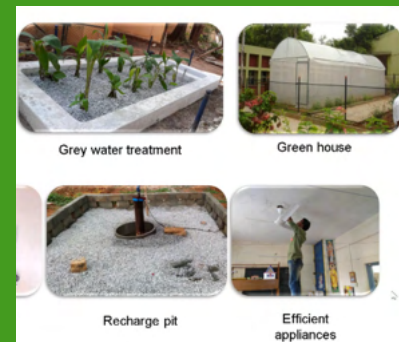 Grey water treatment
Green house
Recharge pit
Efficient
appliances